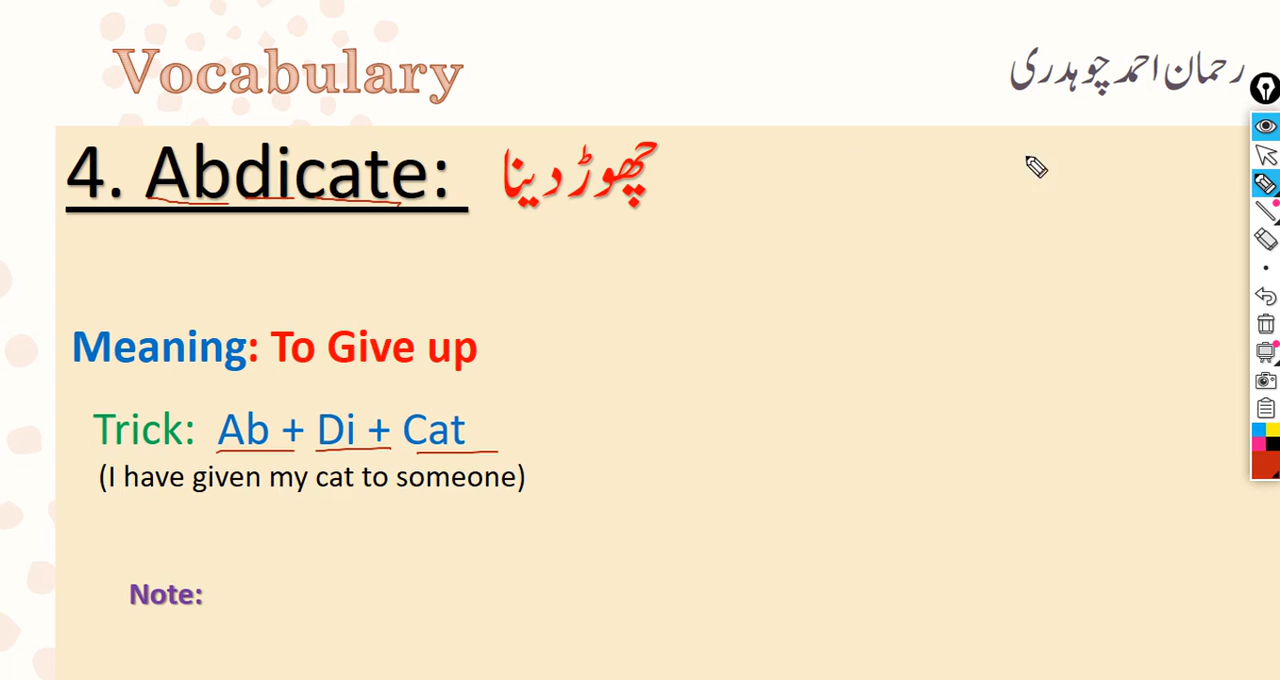 Vocabulary
رحمان احمد چوہدری
4. Abdicate: چھوڑ دینا
Meaning: To Give up
Trick: Ab + Di + Cat
(I have given my cat to someone)
Note: